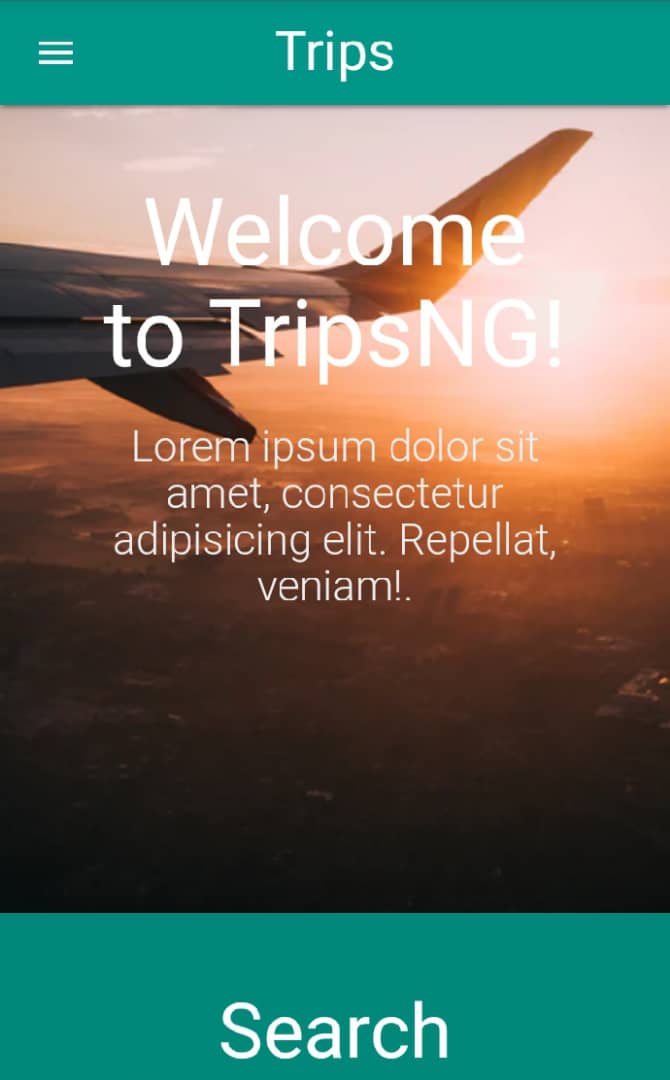 Trips
Welcome
to TripsNG!
Lorem ipsum dolor sit
amet, consectetur
adipisicing elit. Repellat,
veniam!.
Search